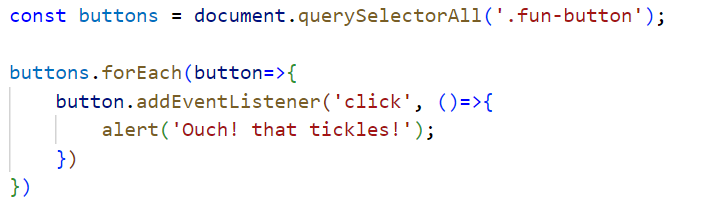 const buttons = document.querySelectorAll('.fun-button');
buttons.forEach(button=>{
    button.addEventListener('click', ()=>{
        alert('Ouch! that tickles!');
    })
})